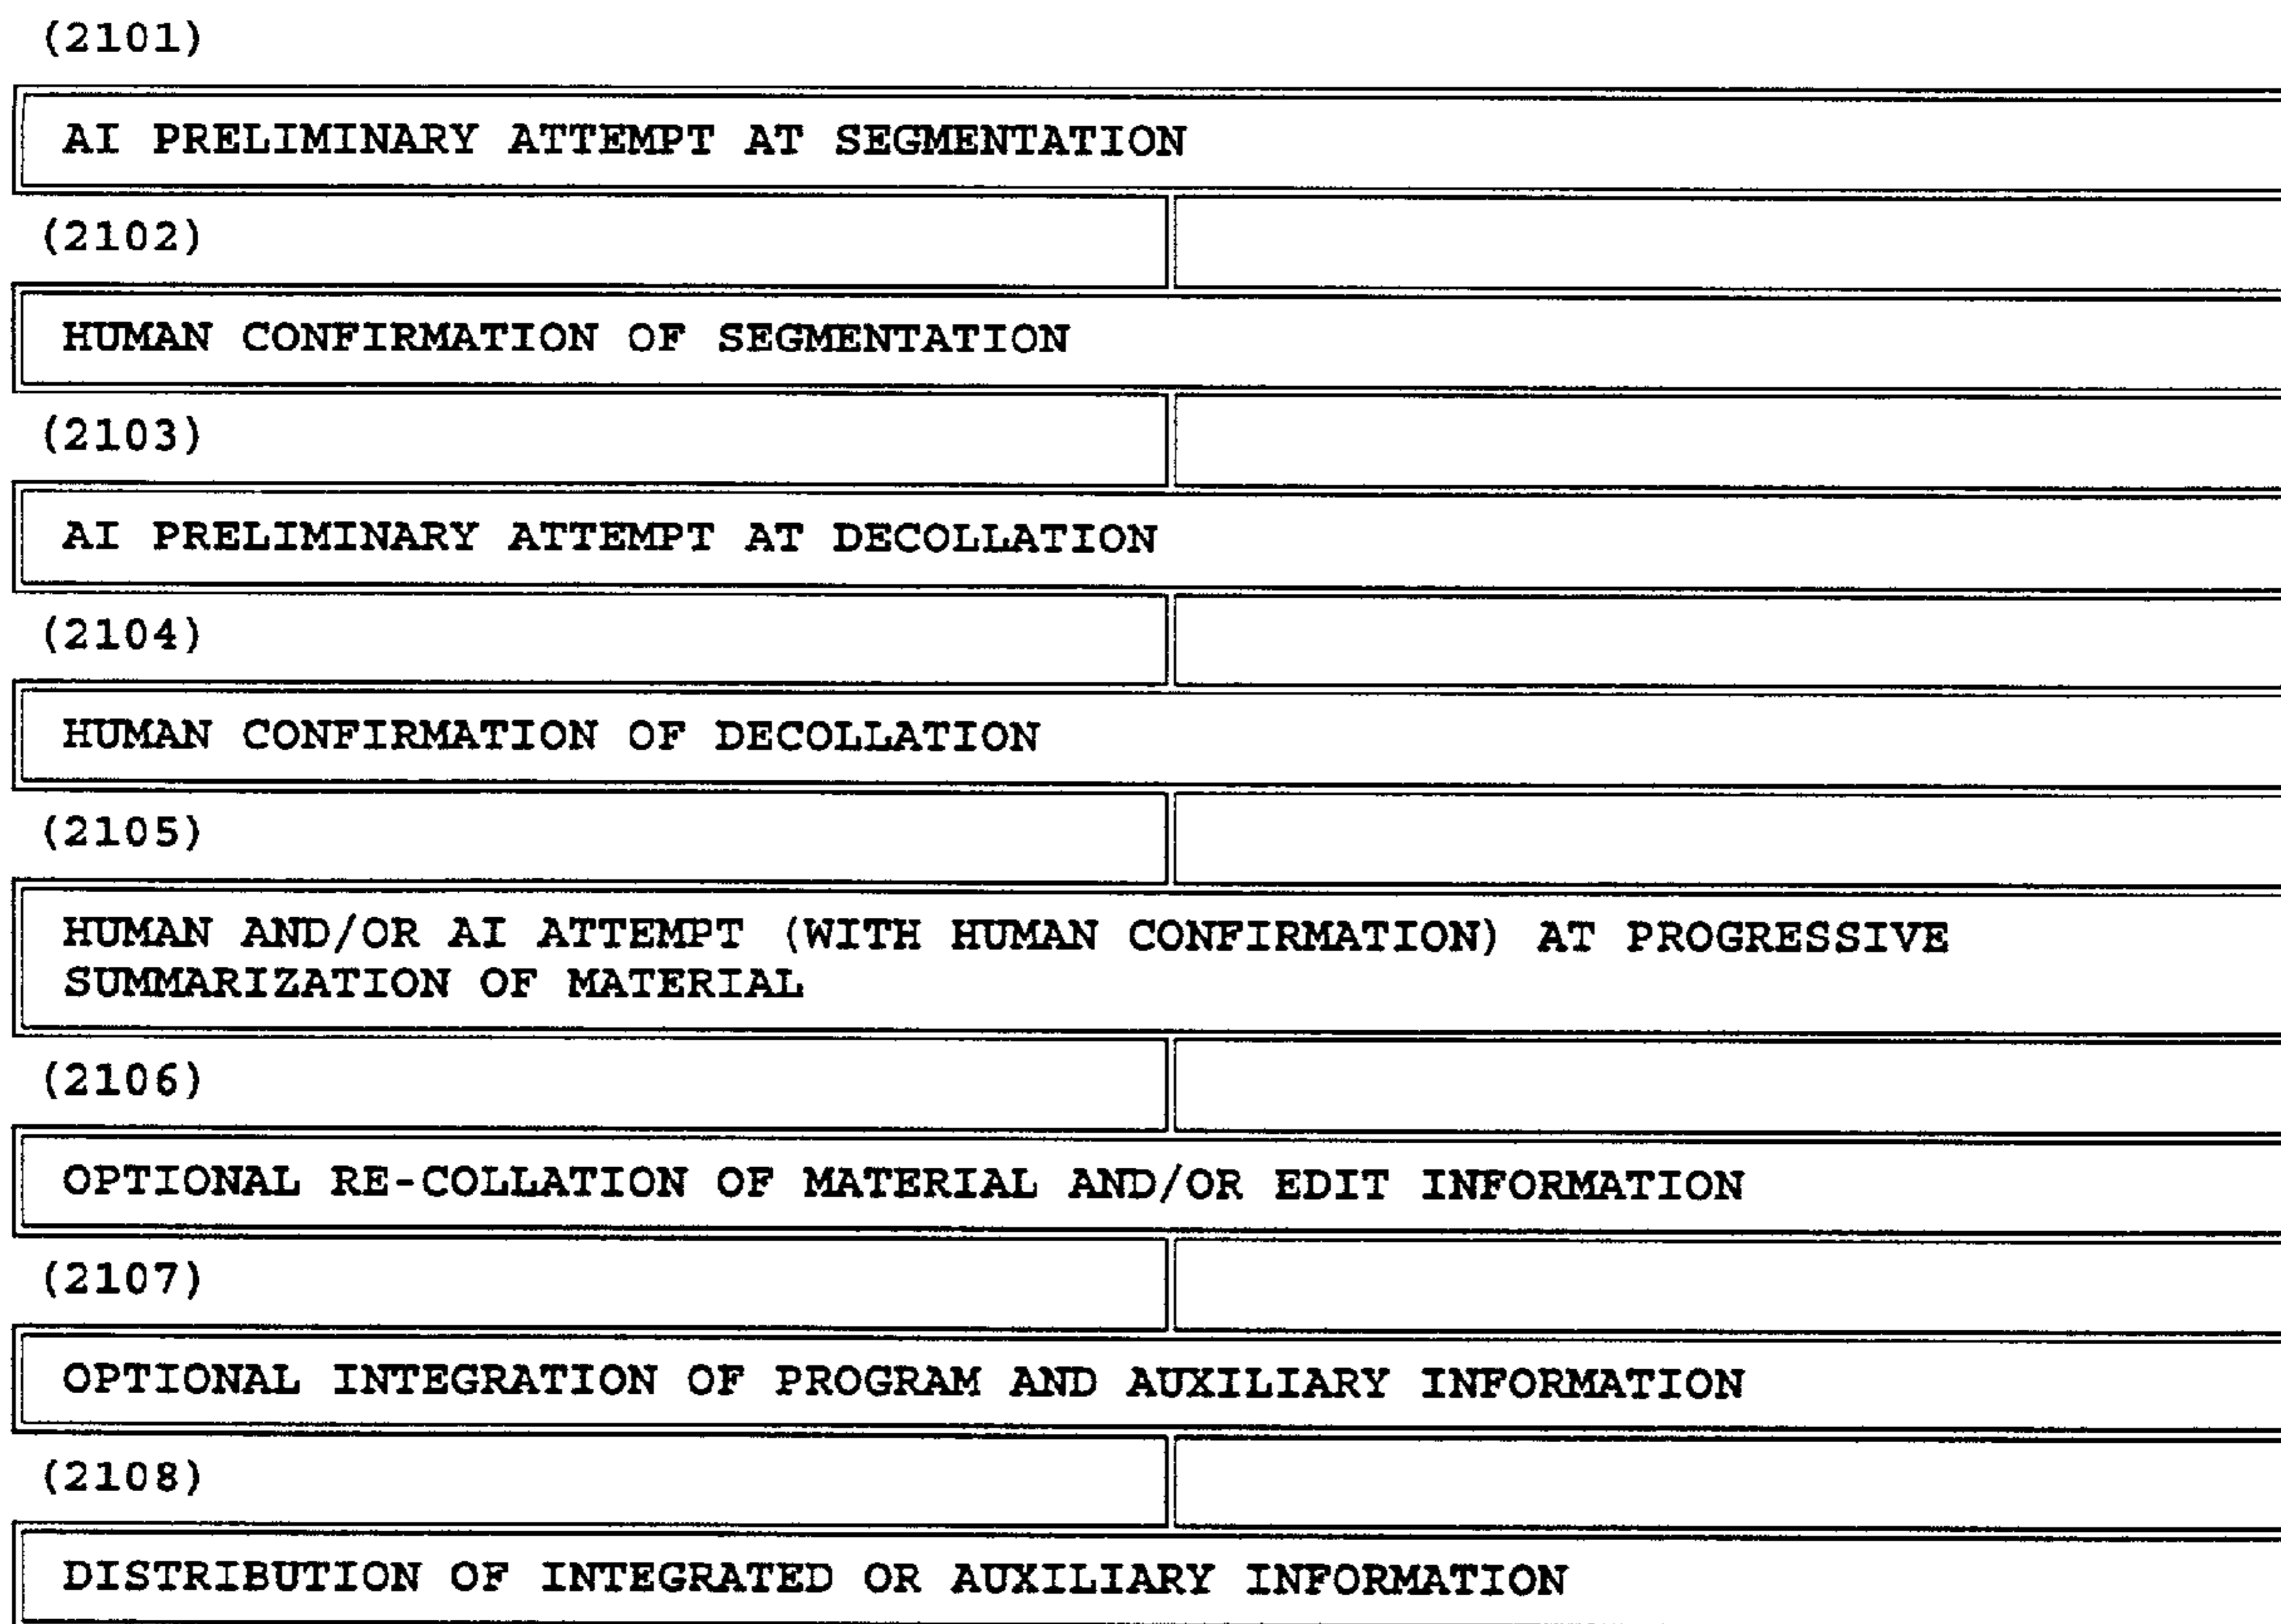 (2101)
AI PRELIMINARY ATTEMPT AT SEGMENTATION
(2102)
HUMAN CONFIRMATION OF SEGMENTATION
(2103)
AI PRELIMINARY ATTEMPT AT DECOLLATION
(2104)
HUMAN CONFIRMATION OF DECOLLATION
(2105)
HUMAN AND/OR AI ATTEMPT (WITH HUMAN CONFIRMATION) AT PROGRESSIVE
SUMMARIZATION OF MATERIAL
(2106)
OPTIONAL RE-COLLATION OF MATERIAL AND/OR EDIT INFORMATION
(2107)
OPTIONAL INTEGRATION OF PROGRAM AND AUXILIARY INFORMATION
(2108)
DISTRIBUTION OF INTEGRATED OR AUXILIARY INFORMATION